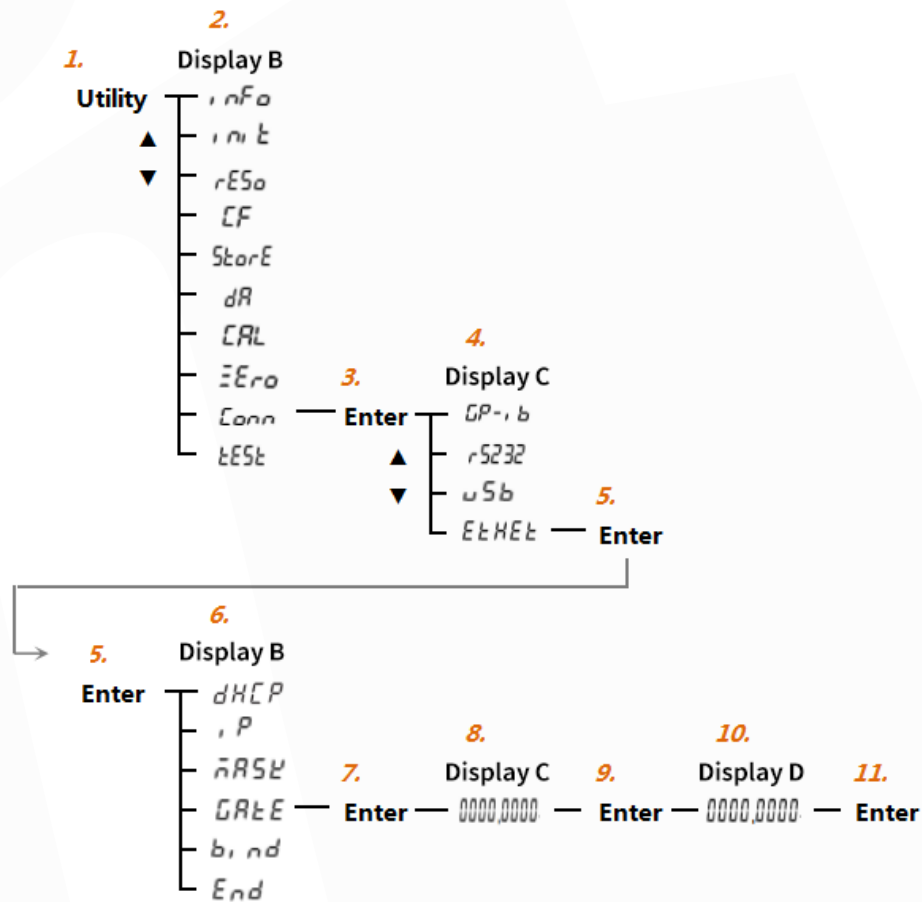 2.
1. Display B
Utility inFo
▲ init
▼ rESo
CF
StorE
dA
CAL
4.
3. Display C
ZEro
Conn Enter GP-ib
tESt ▲ rS232
▼ uSb 5.
EtHEt Enter
6.
5. Display B
Enter dHCP
iP 8. 10.
MASK 7. Display C 9. Display D 11.
GAtE Enter 0000,0000. Enter 0000,0000. Enter
bind
End